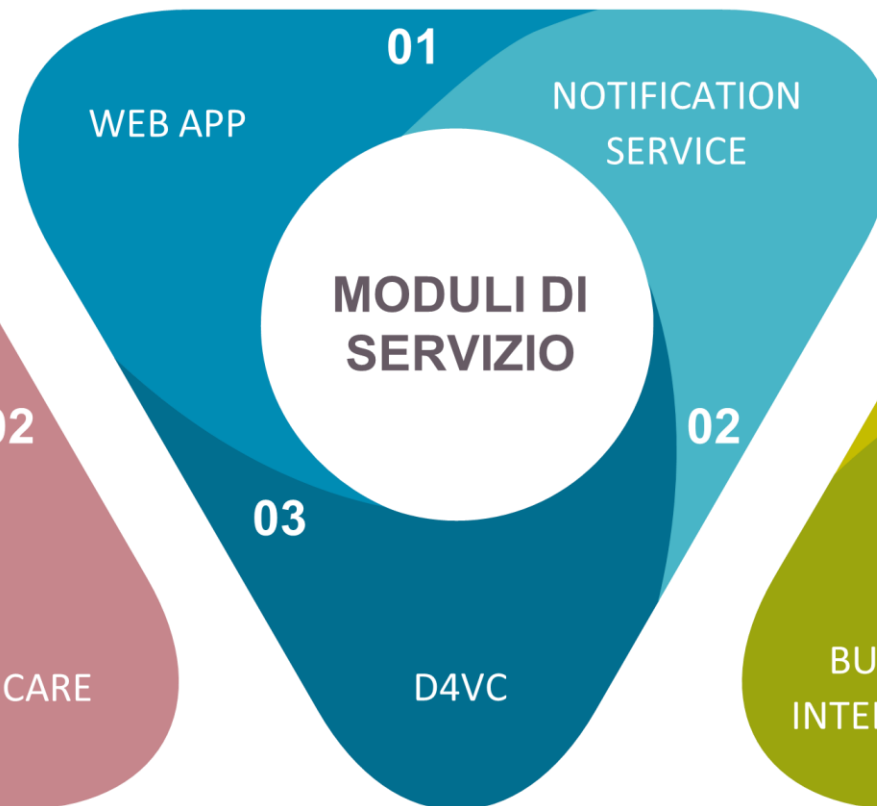 01
WEB APP
NOTIFICATION
SERVICE
MODULI DI
SERVIZIO
02
02
03
CARE
D4VC
BU
INTE